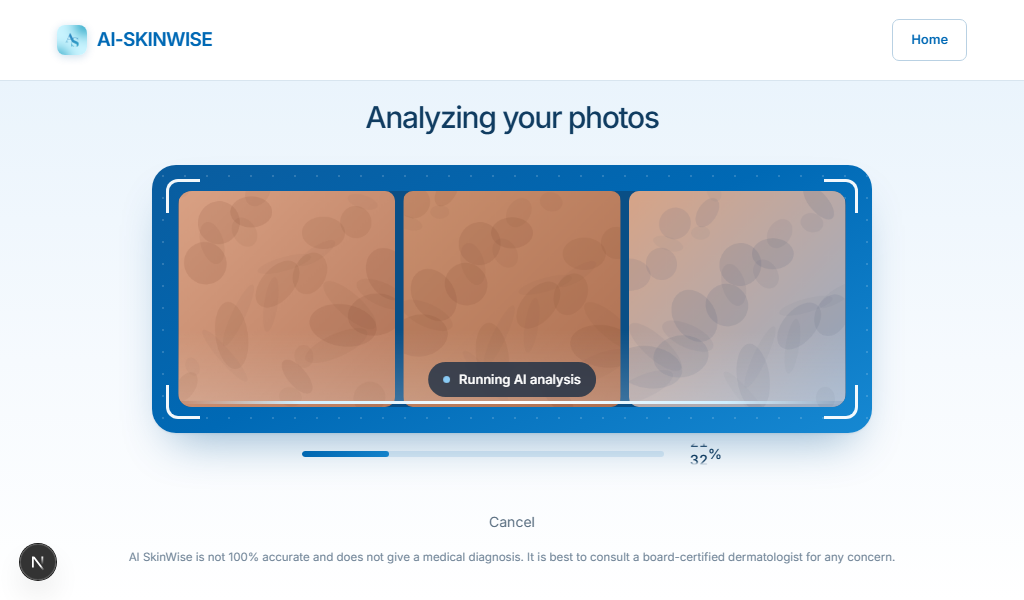 AI-SKINWISE
Home
Analyzing your photos
Running AI analysis
32%
Cancel
AI SkinWise is not 100% accurate and does not give a medical diagnosis. It is best to consult a board-certified dermatologist for any concern.